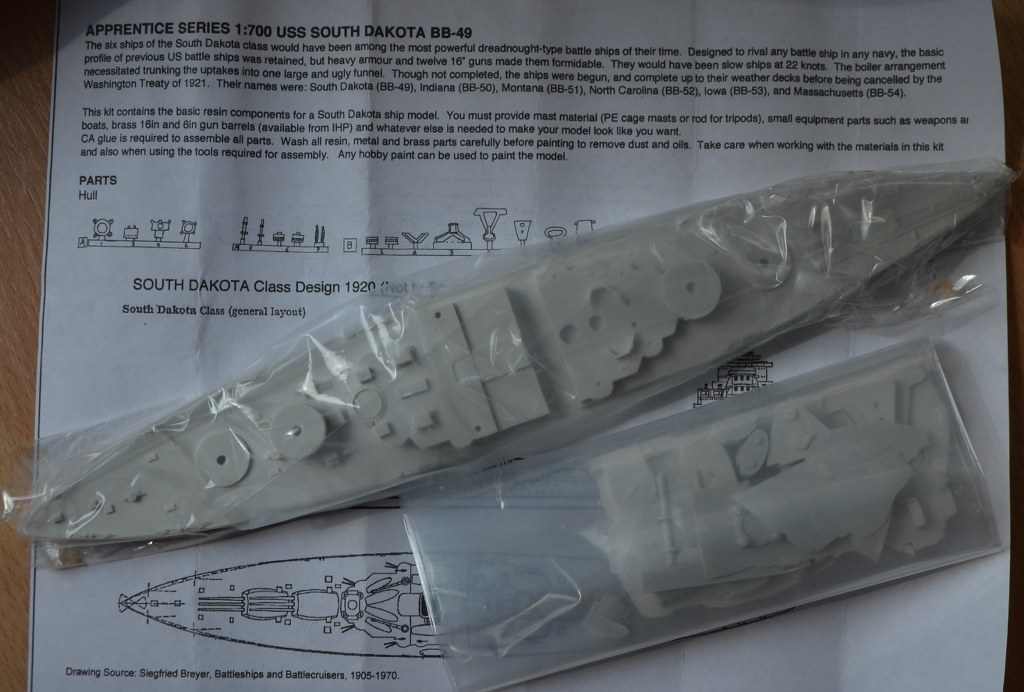 APPRENTICE SERIES 1:700 USS SOUTH DAKOTA BB-49
The six ships of the South Dakota class would have been among the most powerful dreadnought-type battle ships of their time. Designed to rival any battle ship in any navy, the basic
profile of previous US battle ships was retained, but heavy armour and twelve 16" guns made them formidable. They would have been slow ships at 22 knots. The boiler arrangement
necessitated trunking the uptakes into one large and ugly funnel. Though not completed, the ships were begun, and complete up to their weather decks before being cancelled by the
Washington Treaty of 1921. Their names were: South Dakota (BB-49), Indiana (BB-50), Montana (BB-51), North Carolina (BB-52), Iowa (BB-53), and Massachusetts (BB-54).
This kit contains the basic resin components for a South Dakota ship model. You must provide mast material (PE cage masts or rod for tripods), small equipment parts such as weapons ar
boats, brass 16in and 6in gun barrels (available from IHP) and whatever else is needed to make your model look like you want.
CA glue is required to assemble all parts. Wash all resin, metal and brass parts carefully before painting to remove dust and oils. Take care when working with the materials in this kit
and also when using the tools required for assembly. Any hobby paint can be used to paint the model.
PARTS
Hull
A
B
SOUTH DAKOTA Class Design 1920 (Not to
South Dakota Class (general layout)
Drawing Source: Siegfried Breyer, Battleships and Battlecruisers, 1905-1970.